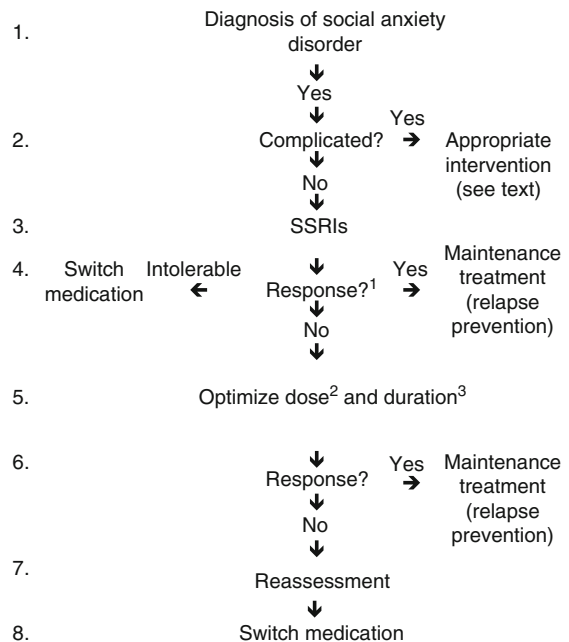 1. Diagnosis of social anxiety
disorder
Yes
Yes
2. Complicated? Appropriate
intervention
No
(see text)
3. SSRIs
4. Switch Intolerable Yes Maintenance
medication Response?¹ treatment
(relapse
No
prevention)
5. Optimize dose² and duration³
6. Yes Maintenance
Response? treatment
(relapse
No
prevention)
7. Reassessment
8. Switch medication